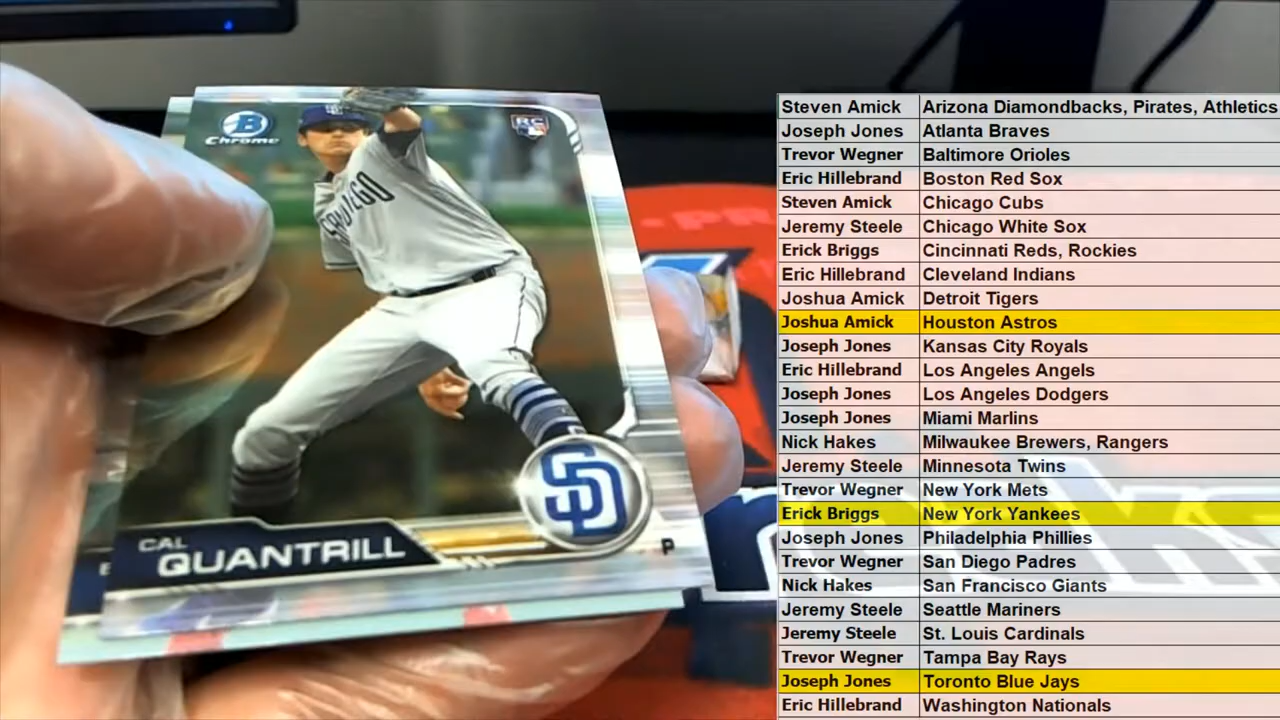 B
Chrome
RC
SAN DIEGO
SD
CAL
QUANTRILL
P
Steven Amick Arizona Diamondbacks, Pirates, Athletics
Joseph Jones Atlanta Braves
Trevor Wegner Baltimore Orioles
Eric Hillebrand Boston Red Sox
Steven Amick Chicago Cubs
Jeremy Steele Chicago White Sox
Erick Briggs Cincinnati Reds, Rockies
Eric Hillebrand Cleveland Indians
Joshua Amick Detroit Tigers
Joshua Amick Houston Astros
Joseph Jones Kansas City Royals
Eric Hillebrand Los Angeles Angels
Joseph Jones Los Angeles Dodgers
Joseph Jones Miami Marlins
Nick Hakes Milwaukee Brewers, Rangers
Jeremy Steele Minnesota Twins
Trevor Wegner New York Mets
Erick Briggs New York Yankees
Joseph Jones Philadelphia Phillies
Trevor Wegner San Diego Padres
Nick Hakes San Francisco Giants
Jeremy Steele Seattle Mariners
Jeremy Steele St. Louis Cardinals
Trevor Wegner Tampa Bay Rays
Joseph Jones Toronto Blue Jays
Eric Hillebrand Washington Nationals